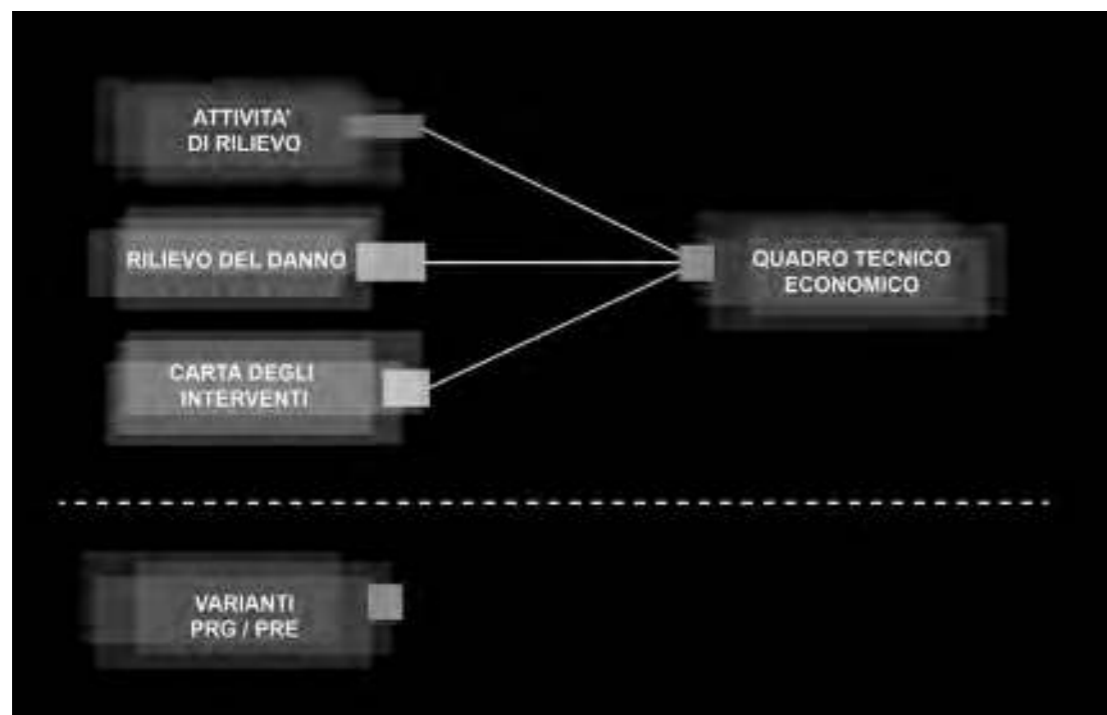 ATTIVITA'
DI RILIEVO
RILIEVO DEL DANNO
CARTA DEGLI
INTERVENTI
QUADRO TECNICO
ECONOMICO
VARIANTI
PRG / PRE